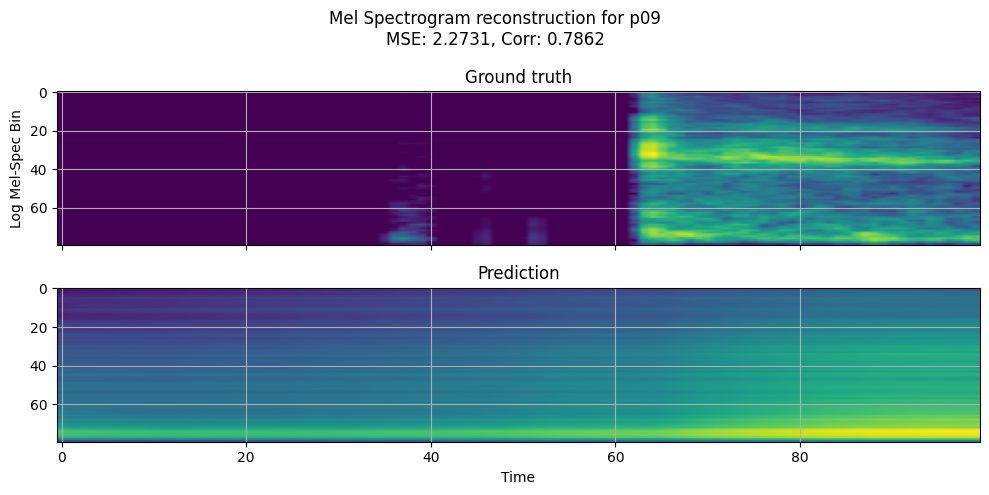 Mel Spectrogram reconstruction for p09
MSE: 2.2731, Corr: 0.7862
Ground truth
0
20
40
60
Log Mel-Spec Bin
Prediction
0
20
40
60
0 20 40 60 80
Time